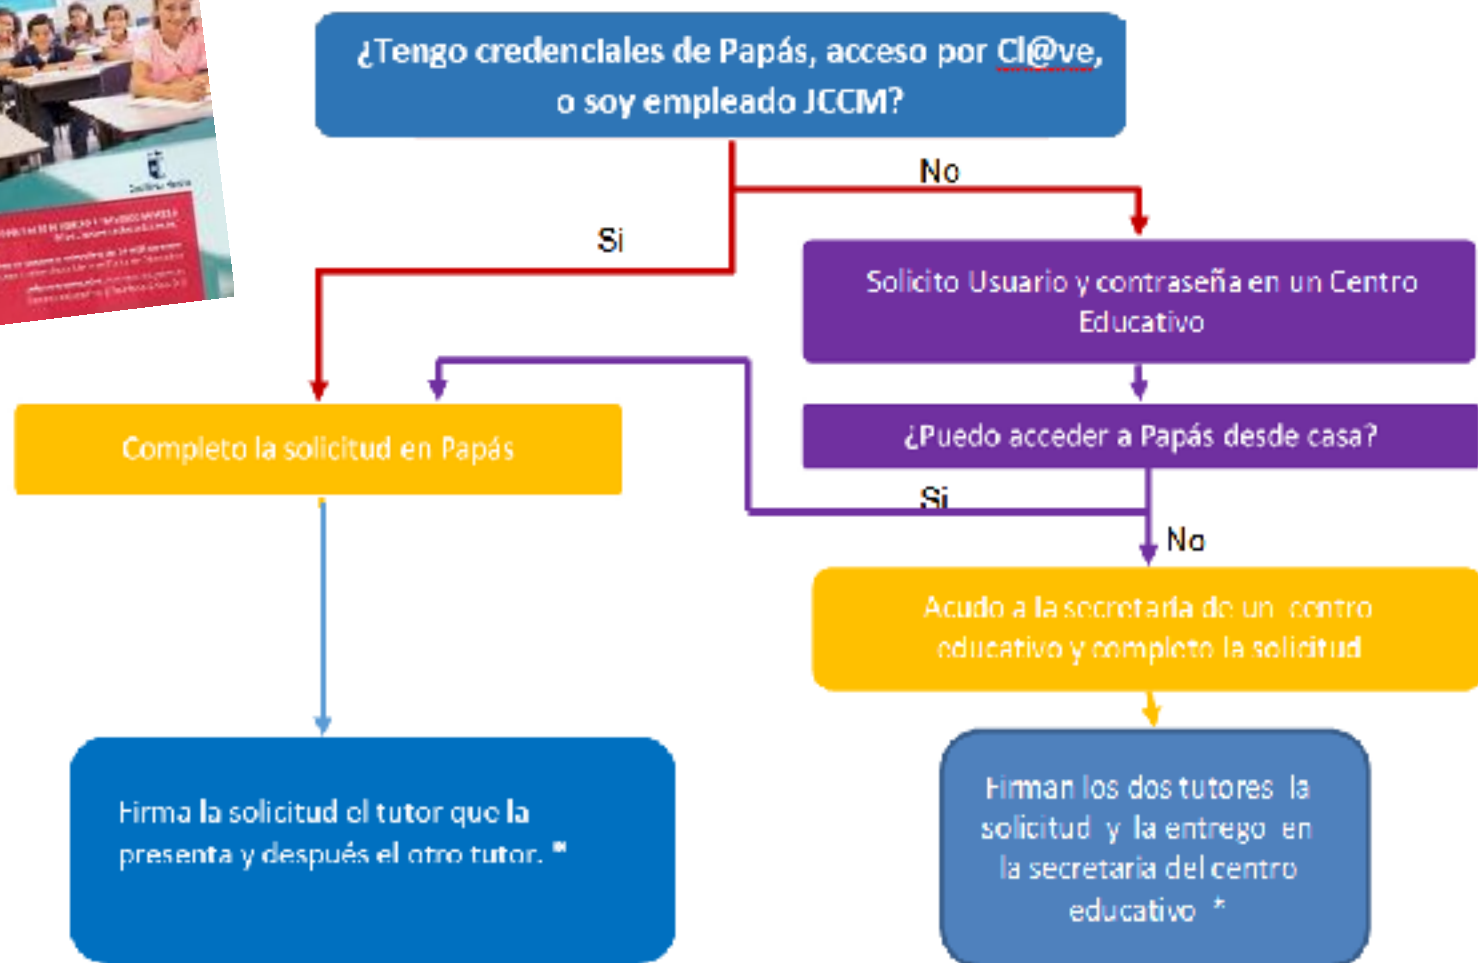 ¿Tengo credenciales de Papás, acceso por Cl@ve,
o soy empleado JCCM?
No
Si
Solicito Usuario y contraseña en un Centro
Educativo
¿Puedo acceder a Papás desde casa?
Completo la solicitud en Papás
Si
No
Acudo a la secretaría de un centro
educativo y completo la solicitud
Firma la solicitud el tutor que la
presenta y después el otro tutor. *
Firman los dos tutores la
solicitud y la entrego en
la secretaria del centro
educativo *